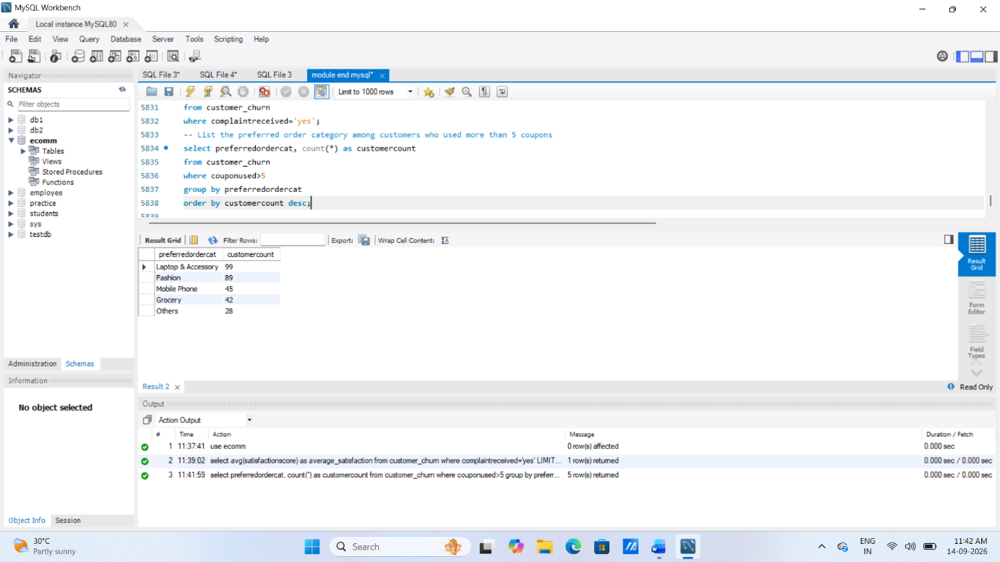 MySQL Workbench
Local instance MySQL80
File Edit View Query Database Server Tools Scripting Help
Navigator
SCHEMAS
Filter objects
db1
db2
ecomm
Tables
Views
Stored Procedures
Functions
employee
practice
students
sys
testdb
Administration Schemas
Information
No object selected
Object Info Session
SQL File 3* SQL File 4* SQL File 3 module end mysql*
Limit to 1000 rows
5831 from customer_churn
5832 where complaintreceived='yes';
5833 -- List the preferred order category among customers who used more than 5 coupons
5834 select preferredordercat, count(*) as customercount
5835 from customer_churn
5836 where couponused>5
5837 group by preferredordercat
5838 order by customercount desc;
5839
Result Grid Filter Rows: Export: Wrap Cell Content:
preferredordercat customercount
Laptop & Accessory 99
Fashion 89
Mobile Phone 45
Grocery 42
Others 28
Result Grid
Form Editor
Field Types
Result 2 Read Only
Output
Action Output
# Time Action Message Duration / Fetch
1 11:37:41 use ecomm 0 row(s) affected 0.000 sec
2 11:39:02 select avg(satisfactionscore) as average_satisfaction from customer_churn where complaintreceived='yes' LIMIT... 1 row(s) returned 0.000 sec / 0.000 sec
3 11:41:59 select preferredordercat, count(*) as customercount from customer_churn where couponused>5 group by preferr... 5 row(s) returned 0.000 sec / 0.000 sec
30°C
Partly sunny
Search
ENG
IN
11:42 AM
14-09-2026